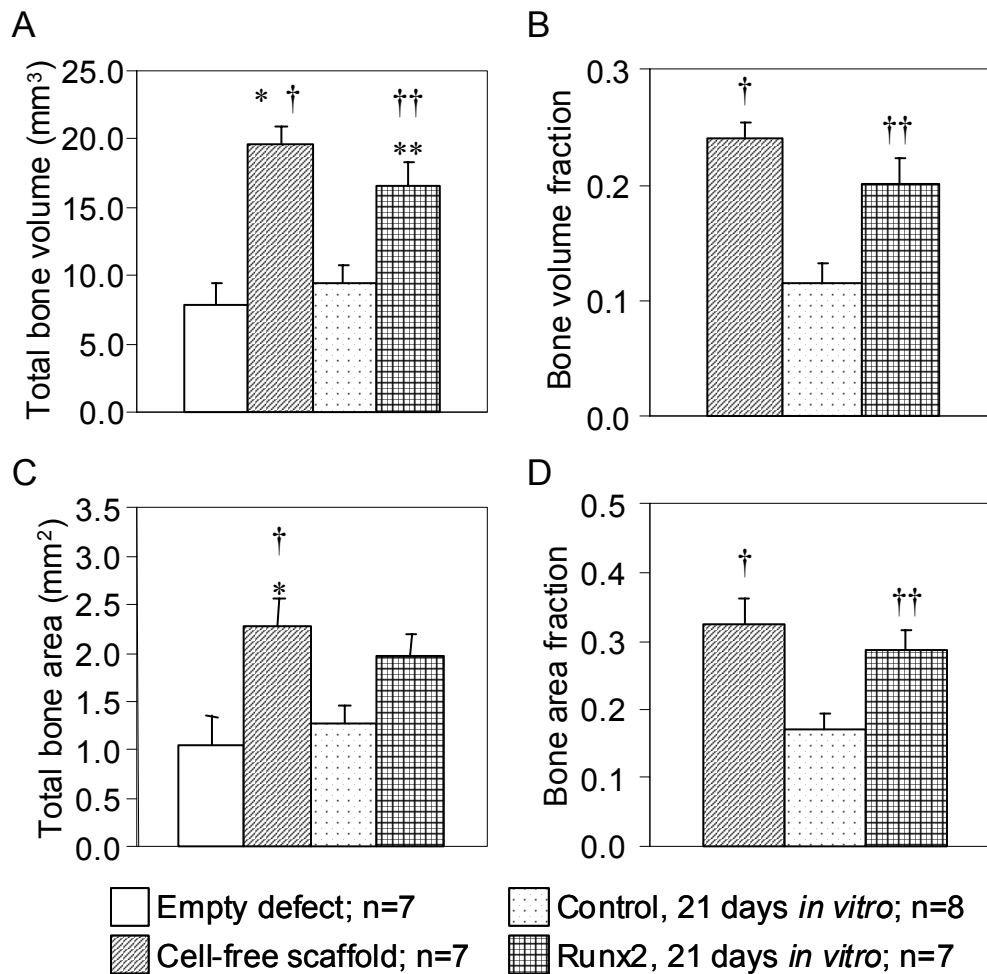 A
Total bone volume (mm³)
25.0
20.0
15.0
10.0
5.0
0.0
* †
††
**
B
Bone volume fraction
0.3
0.2
0.1
0.0
†
††
C
Total bone area (mm²)
3.5
3.0
2.5
2.0
1.5
1.0
0.5
0.0
†
*
D
Bone area fraction
0.5
0.4
0.3
0.2
0.1
0.0
†
††
Empty defect; n=7
Cell-free scaffold; n=7
Control, 21 days in vitro; n=8
Runx2, 21 days in vitro; n=7